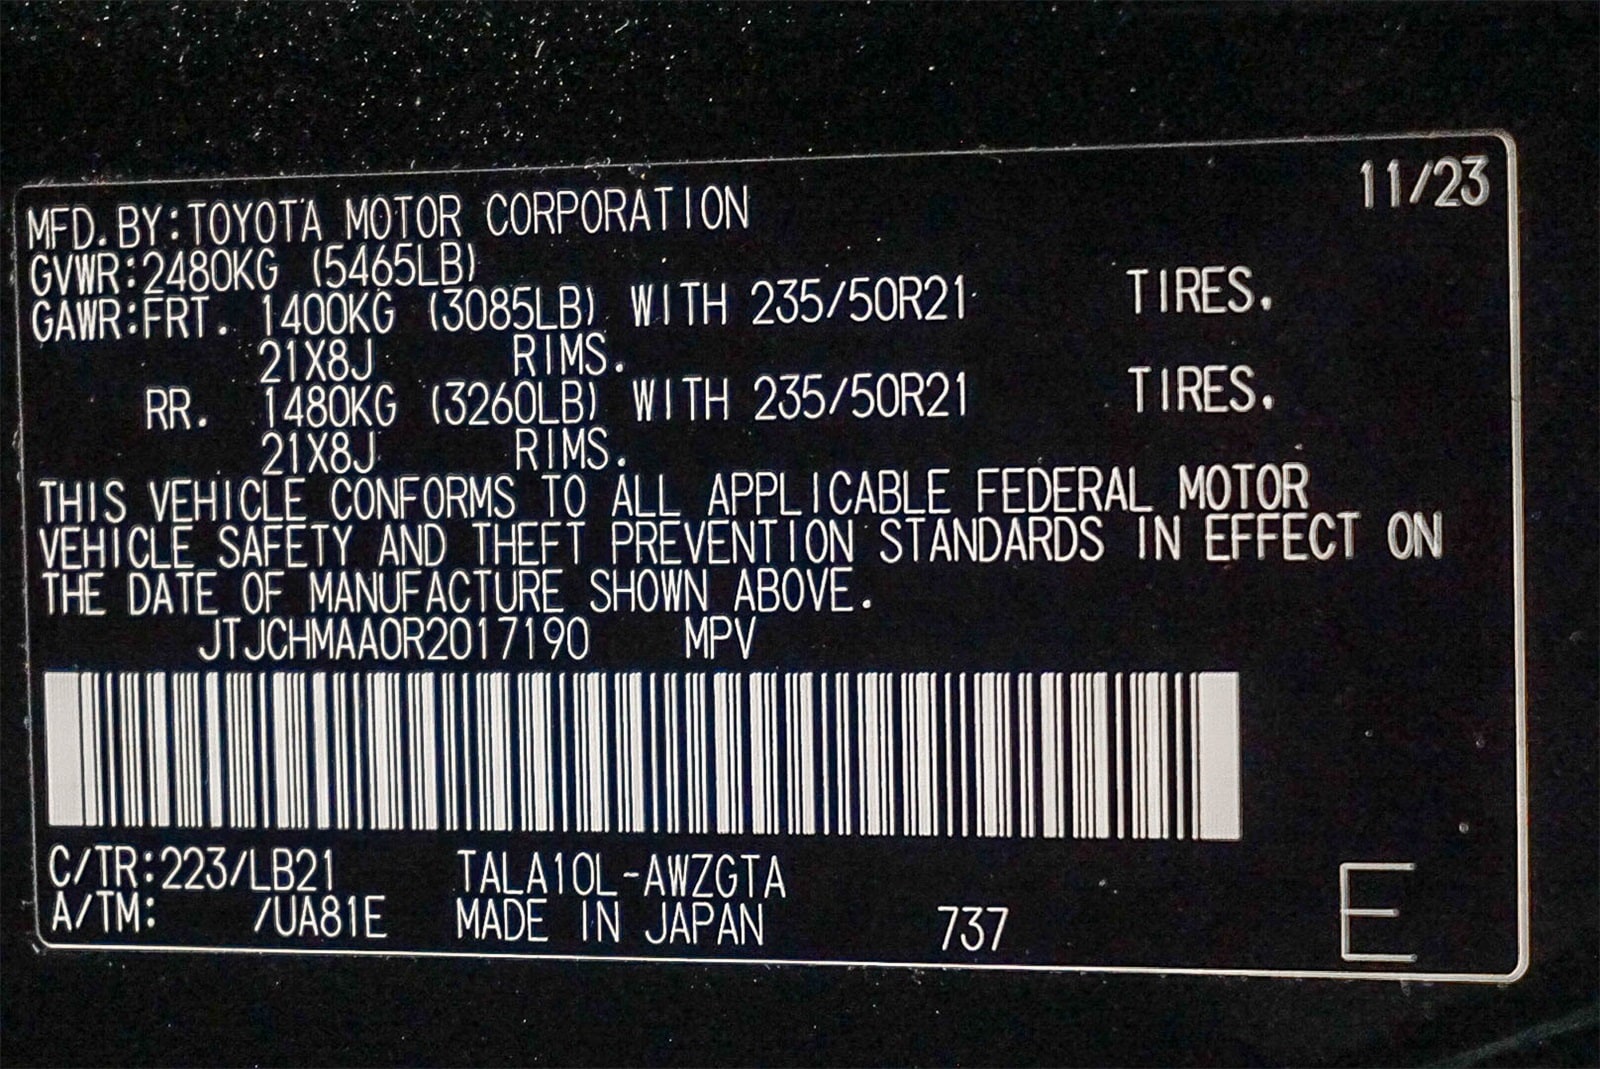 11/23
MFD.BY:TOYOTA MOTOR CORPORATION
GVWR:2480KG (5465LB)
GAWR:FRT. 1400KG (3085LB) WITH 235/50R21 TIRES.
21X8J RIMS.
RR. 1480KG (3260LB) WITH 235/50R21 TIRES.
21X8J RIMS.
THIS VEHICLE CONFORMS TO ALL APPLICABLE FEDERAL MOTOR
VEHICLE SAFETY AND THEFT PREVENTION STANDARDS IN EFFECT ON
THE DATE OF MANUFACTURE SHOWN ABOVE.
JTJCHMAA0R2017190 MPV
C/TR:223/LB21 TALA10L-AWZGTA
A/TM: /UA81E MADE IN JAPAN 737 E